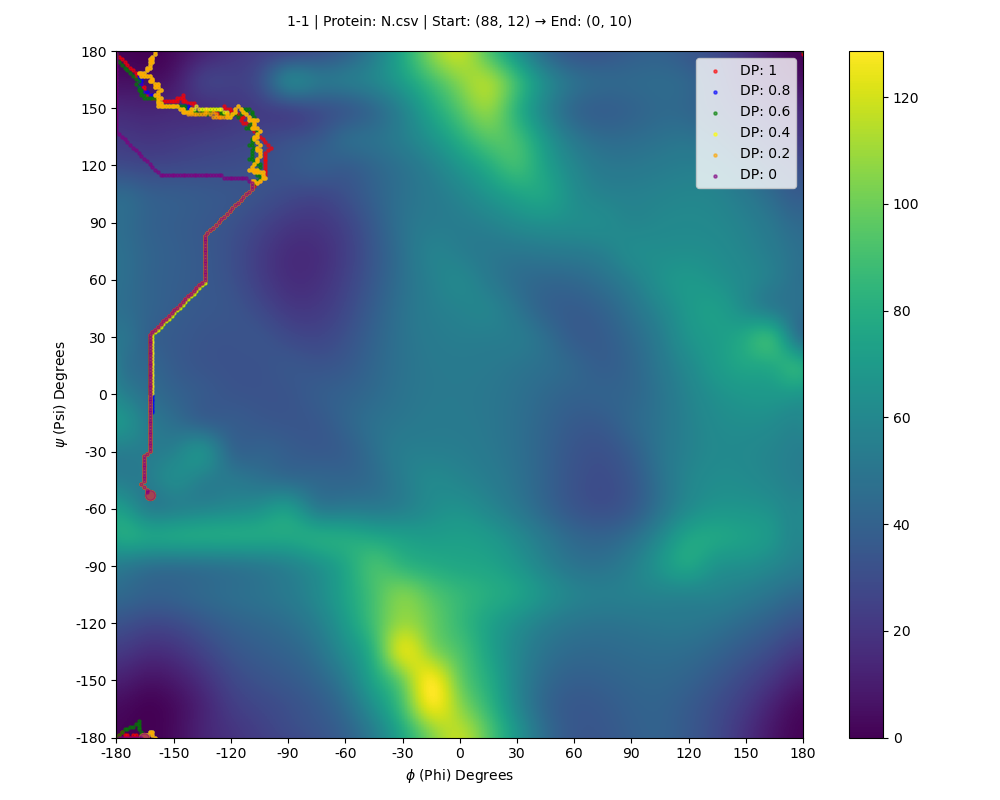 1-1 | Protein: N.csv | Start: (88, 12) → End: (0, 10)
DP: 1
DP: 0.8
DP: 0.6
DP: 0.4
DP: 0.2
DP: 0
180
150
120
90
60
30
0
-30
-60
-90
-120
-150
-180
ψ (Psi) Degrees
-180 -150 -120 -90 -60 -30 0 30 60 90 120 150 180
ϕ (Phi) Degrees
120
100
80
60
40
20
0